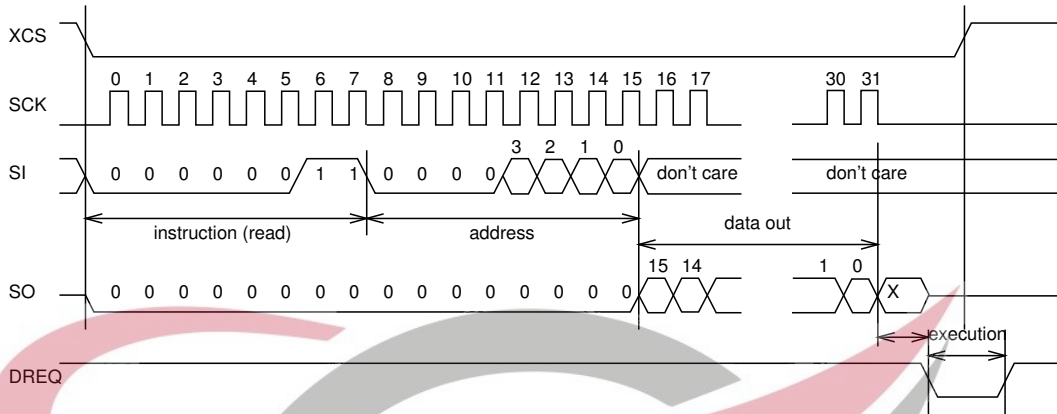 XCS
0 1 2 3 4 5 6 7 8 9 10 11 12 13 14 15 16 17 30 31
SCK
3 2 1 0
SI 0 0 0 0 0 0 1 1 0 0 0 0 don't care don't care
instruction (read) address data out
15 14 1 0
SO 0 0 0 0 0 0 0 0 0 0 0 0 0 0 0 0 X
execution
DREQ